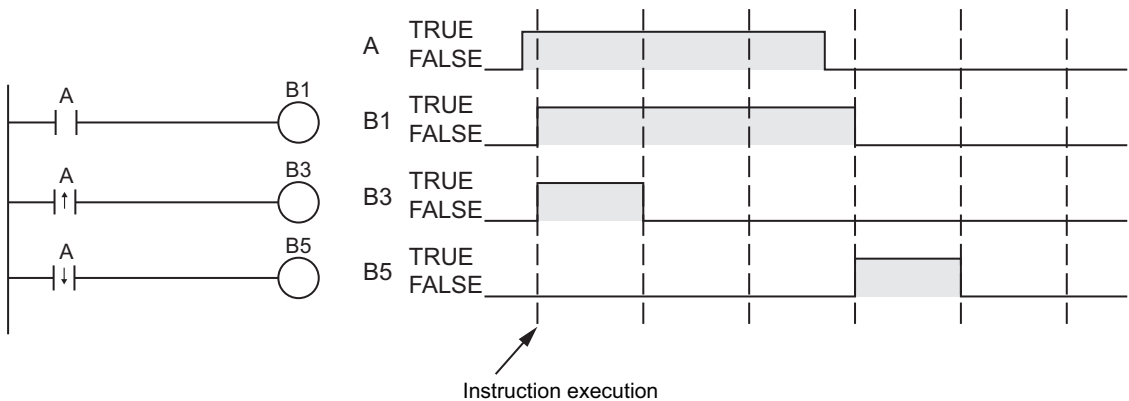 A
B1
A
B3
A
B5
A
TRUE
FALSE
B1
TRUE
FALSE
B3
TRUE
FALSE
B5
TRUE
FALSE
Instruction execution